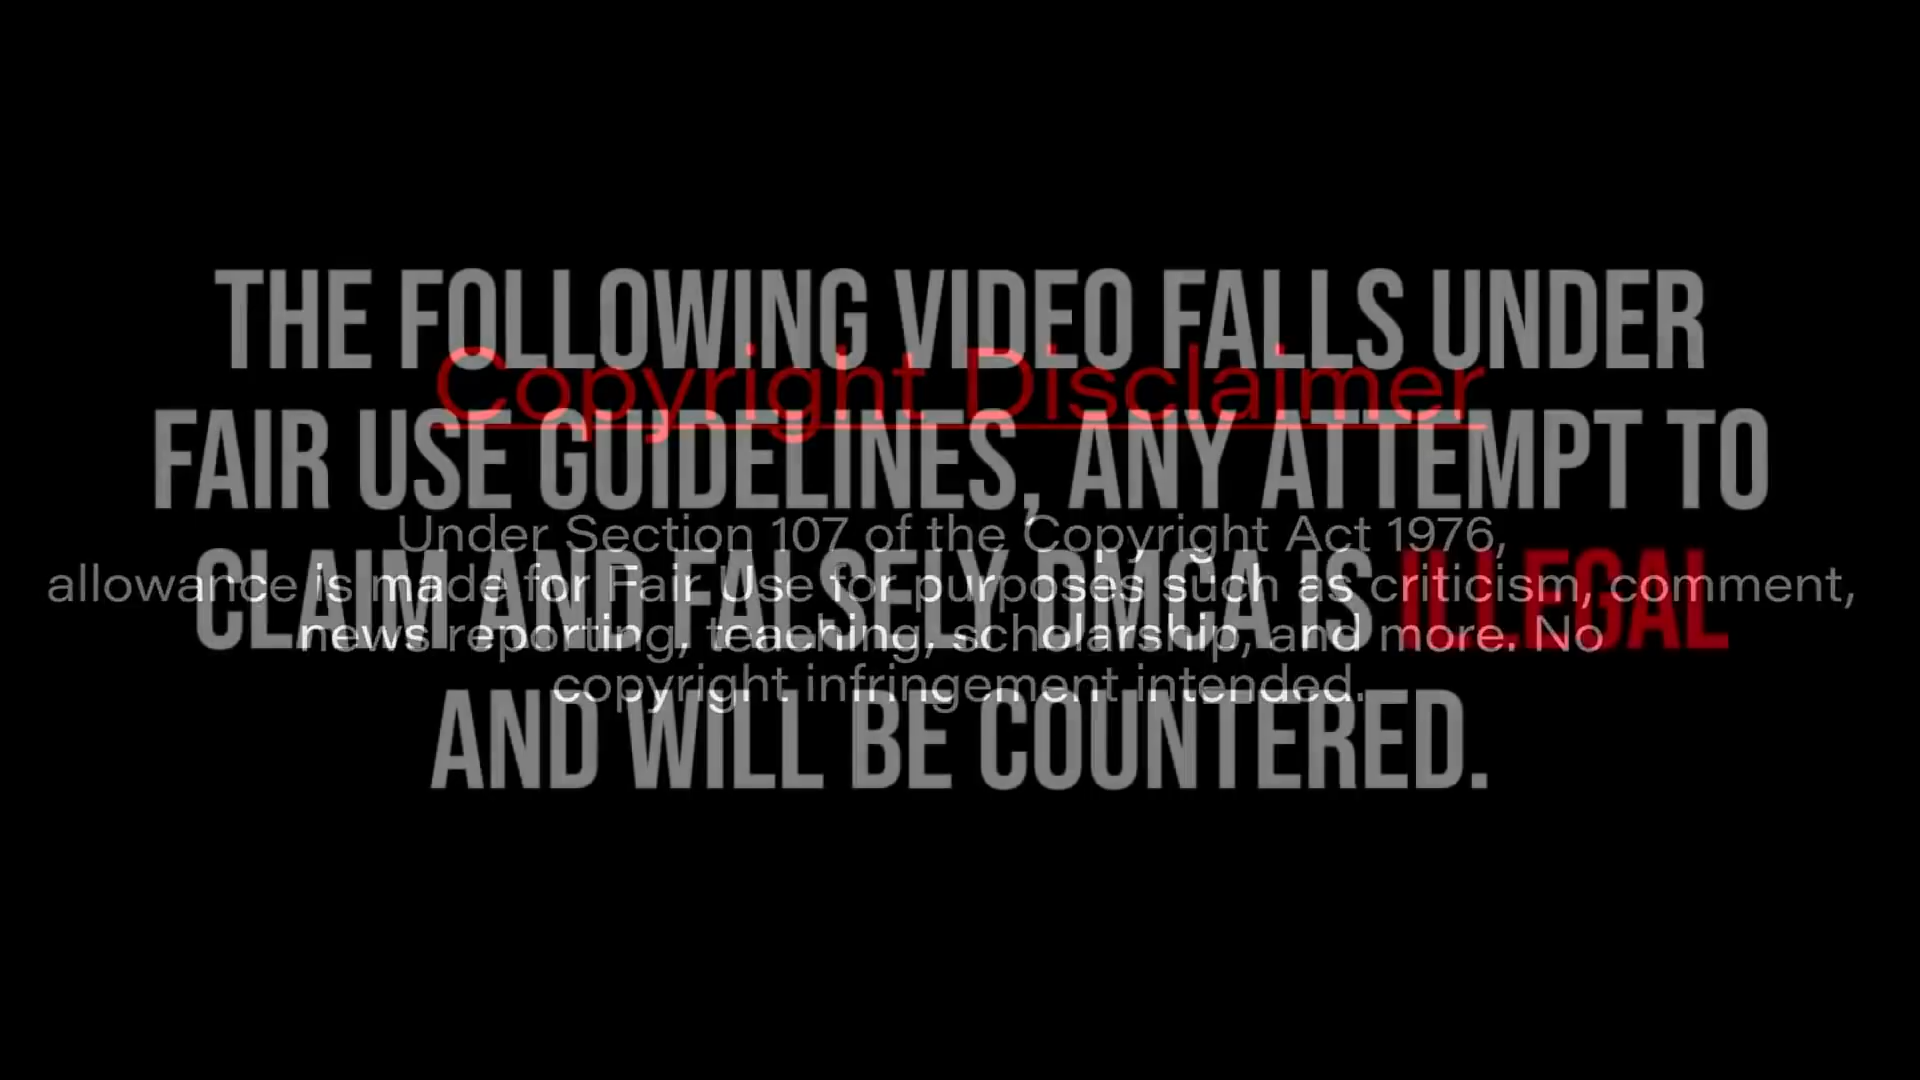 THE FOLLOWING VIDEO FALLS UNDER
FAIR USE GUIDELINES, ANY ATTEMPT TO
CLAIM AND FALSELY DMCA IS ILLEGAL
AND WILL BE COUNTERED.
Copyright Disclaimer
Under Section 107 of the Copyright Act 1976,
allowance is made for Fair Use for purposes such as criticism, comment,
news reporting, teaching, scholarship, and more. No
copyright infringement intended.